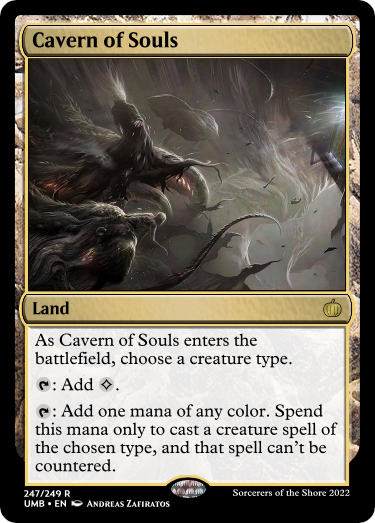 Cavern of Souls
Land
As Cavern of Souls enters the
battlefield, choose a creature type.
: Add .
: Add one mana of any color. Spend
this mana only to cast a creature spell of
the chosen type, and that spell can't be
countered.
247/249 R
Sorcerers of the Shore 2022
UMB • EN Andreas Zafiratos